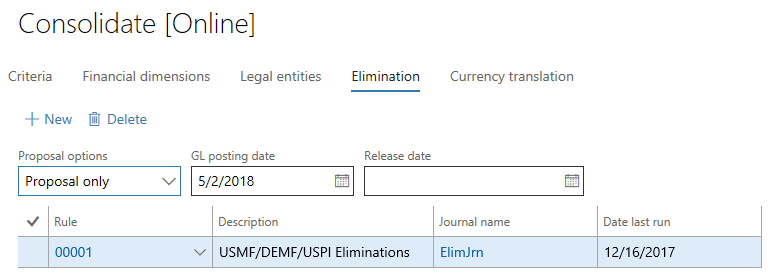 Consolidate [Online]
Criteria Financial dimensions Legal entities Elimination Currency translation
New Delete
Proposal options GL posting date Release date
Proposal only 5/2/2018
Rule Description Journal name Date last run
00001 USMF/DEMF/USPI Eliminations ElimJrn 12/16/2017